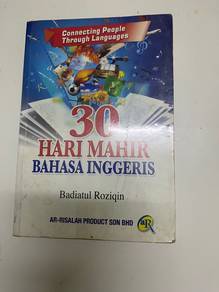 Connecting People
Through Languages
30
HARI MAHIR
BAHASA INGGERIS
Badiatul Roziqin
AR-RISALAH PRODUCT SDN BHD